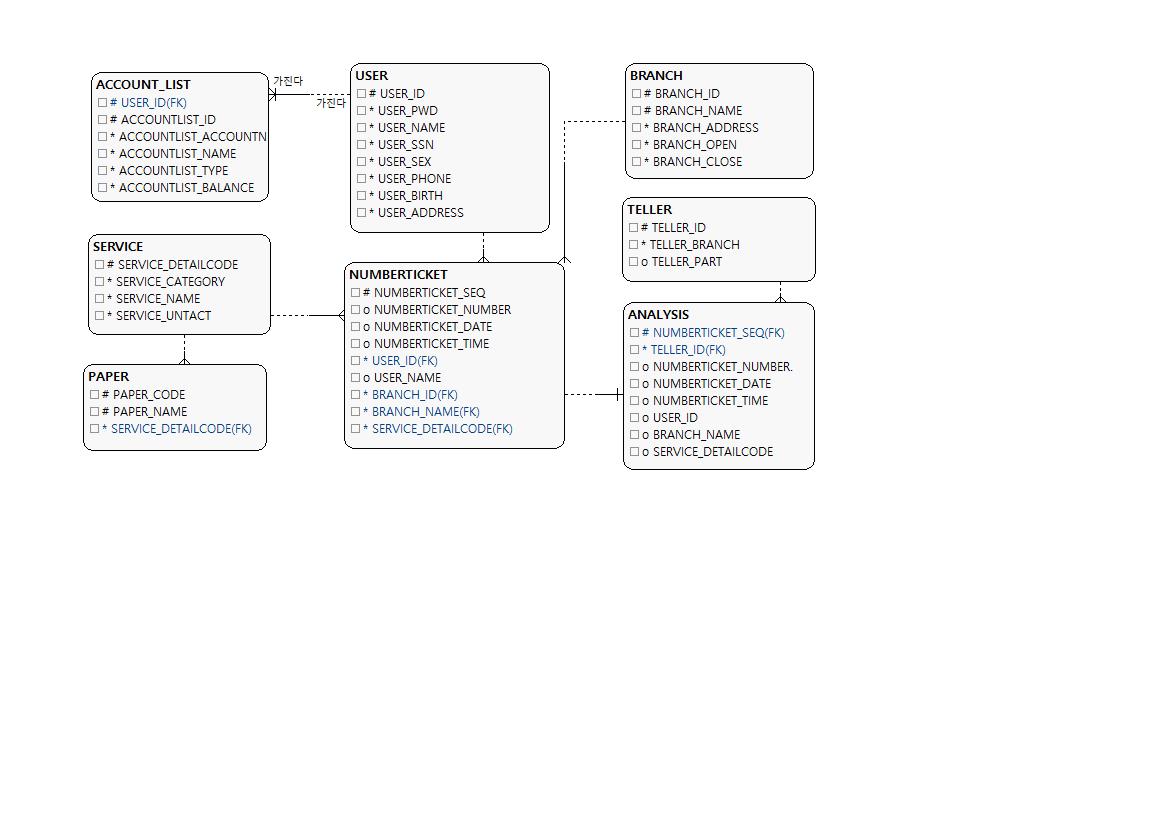 ACCOUNT_LIST
# USER_ID(FK)
# ACCOUNTLIST_ID
* ACCOUNTLIST_ACCOUNTN
* ACCOUNTLIST_NAME
* ACCOUNTLIST_TYPE
* ACCOUNTLIST_BALANCE
가진다
가진다
USER
# USER_ID
* USER_PWD
* USER_NAME
* USER_SSN
* USER_SEX
* USER_PHONE
* USER_BIRTH
* USER_ADDRESS
BRANCH
# BRANCH_ID
# BRANCH_NAME
* BRANCH_ADDRESS
* BRANCH_OPEN
* BRANCH_CLOSE
TELLER
# TELLER_ID
* TELLER_BRANCH
o TELLER_PART
SERVICE
# SERVICE_DETAILCODE
* SERVICE_CATEGORY
* SERVICE_NAME
* SERVICE_UNTACT
NUMBERTICKET
# NUMBERTICKET_SEQ
o NUMBERTICKET_NUMBER
o NUMBERTICKET_DATE
o NUMBERTICKET_TIME
* USER_ID(FK)
o USER_NAME
* BRANCH_ID(FK)
* BRANCH_NAME(FK)
* SERVICE_DETAILCODE(FK)
ANALYSIS
# NUMBERTICKET_SEQ(FK)
* TELLER_ID(FK)
o NUMBERTICKET_NUMBER.
o NUMBERTICKET_DATE
o NUMBERTICKET_TIME
o USER_ID
o BRANCH_NAME
o SERVICE_DETAILCODE
PAPER
# PAPER_CODE
# PAPER_NAME
* SERVICE_DETAILCODE(FK)